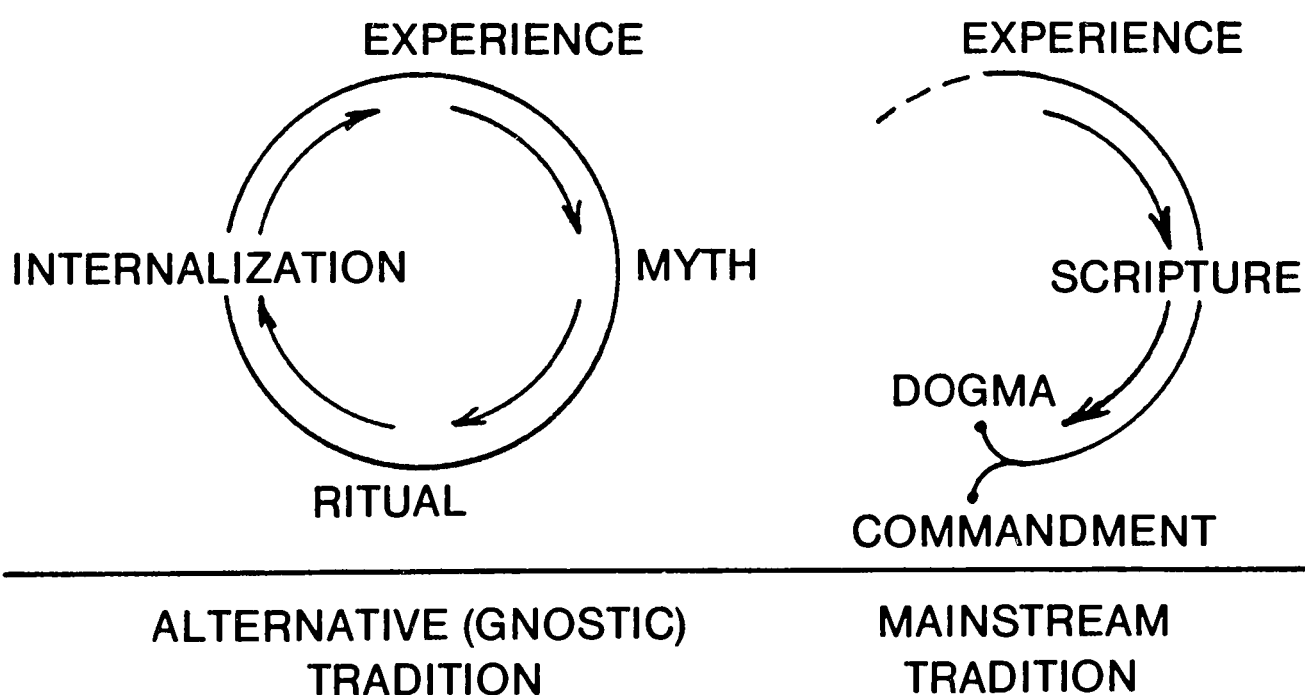 EXPERIENCE
INTERNALIZATION
MYTH
RITUAL
ALTERNATIVE (GNOSTIC)
TRADITION
EXPERIENCE
SCRIPTURE
DOGMA
COMMANDMENT
MAINSTREAM
TRADITION